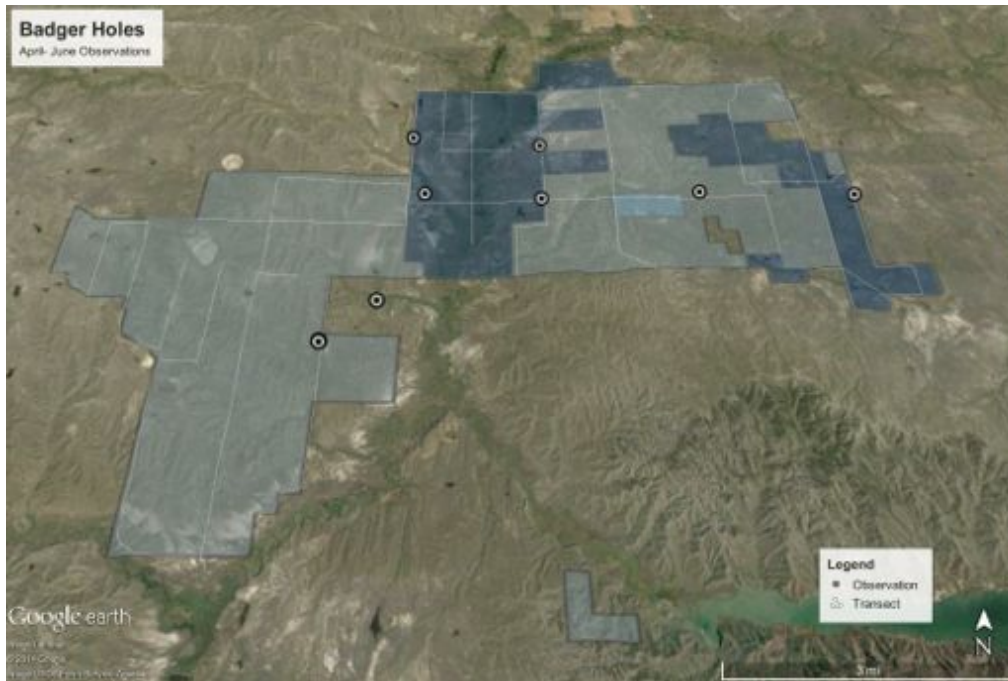 Badger Holes
April- June Observations
Legend
Observation
Transect
Google earth
N
3 mi